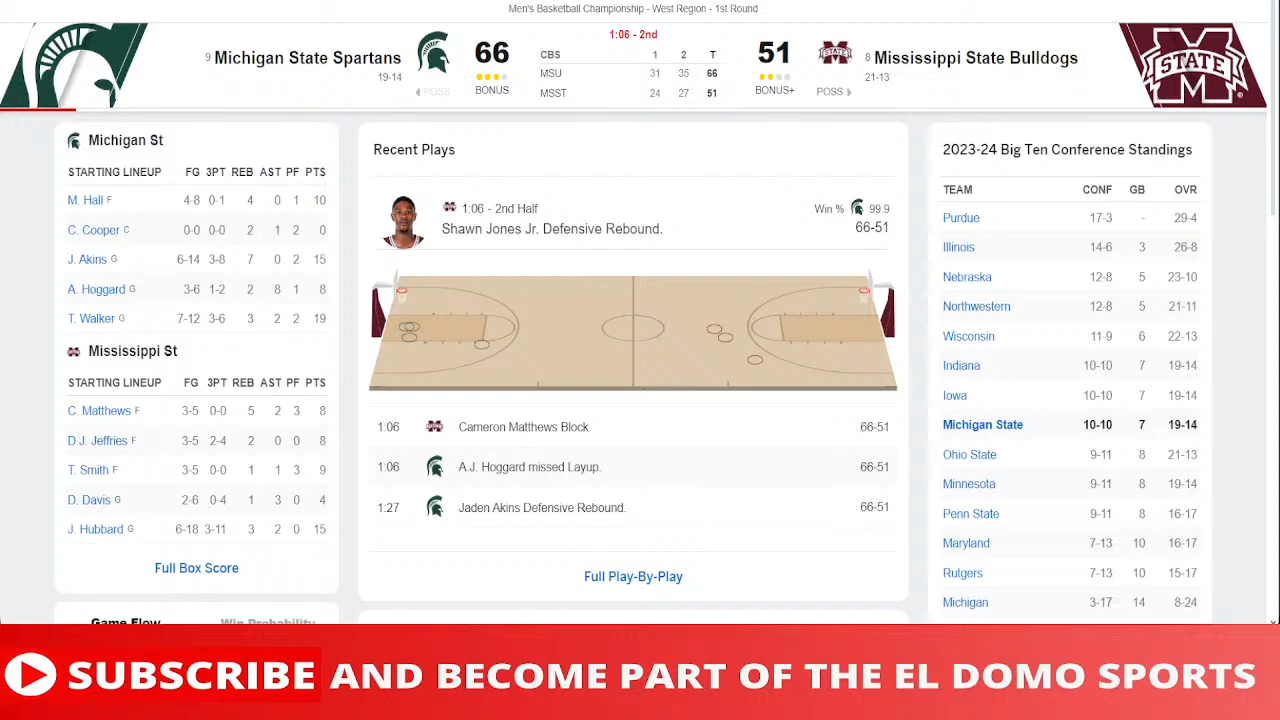 Men's Basketball Championship - West Region - 1st Round
9 Michigan State Spartans
19-14
66
BONUS
POSS
1:06 - 2nd
CBS 1 2 T
MSU 31 35 66
MSST 24 27 51
51
BONUS+
POSS
8 Mississippi State Bulldogs
21-13
STATE
Michigan St
STARTING LINEUP FG 3PT REB AST PF PTS
M. Hall F 4-8 0-1 4 0 1 10
C. Cooper C 0-0 0-0 2 1 2 0
J. Akins G 6-14 3-8 7 0 2 15
A. Hoggard G 3-6 1-2 2 8 1 8
T. Walker G 7-12 3-6 3 2 2 19
Mississippi St
STARTING LINEUP FG 3PT REB AST PF PTS
C. Matthews F 3-5 0-0 5 2 3 8
D.J. Jeffries F 3-5 2-4 2 0 0 8
T. Smith F 3-5 0-0 1 1 3 9
D. Davis G 2-6 0-4 1 3 0 4
J. Hubbard G 6-18 3-11 3 2 0 15
Full Box Score
Game Flow Win Probability
Recent Plays
1:06 - 2nd Half Win % 99.9
Shawn Jones Jr. Defensive Rebound. 66-51
1:06 Cameron Matthews Block. 66-51
1:06 A.J. Hoggard missed Layup. 66-51
1:27 Jaden Akins Defensive Rebound. 66-51
Full Play-By-Play
2023-24 Big Ten Conference Standings
TEAM CONF GB OVR
Purdue 17-3 - 29-4
Illinois 14-6 3 26-8
Nebraska 12-8 5 23-10
Northwestern 12-8 5 21-11
Wisconsin 11-9 6 22-13
Indiana 10-10 7 19-14
Iowa 10-10 7 19-14
Michigan State 10-10 7 19-14
Ohio State 9-11 8 21-13
Minnesota 9-11 8 19-14
Penn State 9-11 8 16-17
Maryland 7-13 10 16-17
Rutgers 7-13 10 15-17
Michigan 3-17 14 8-24
SUBSCRIBE AND BECOME PART OF THE EL DOMO SPORTS